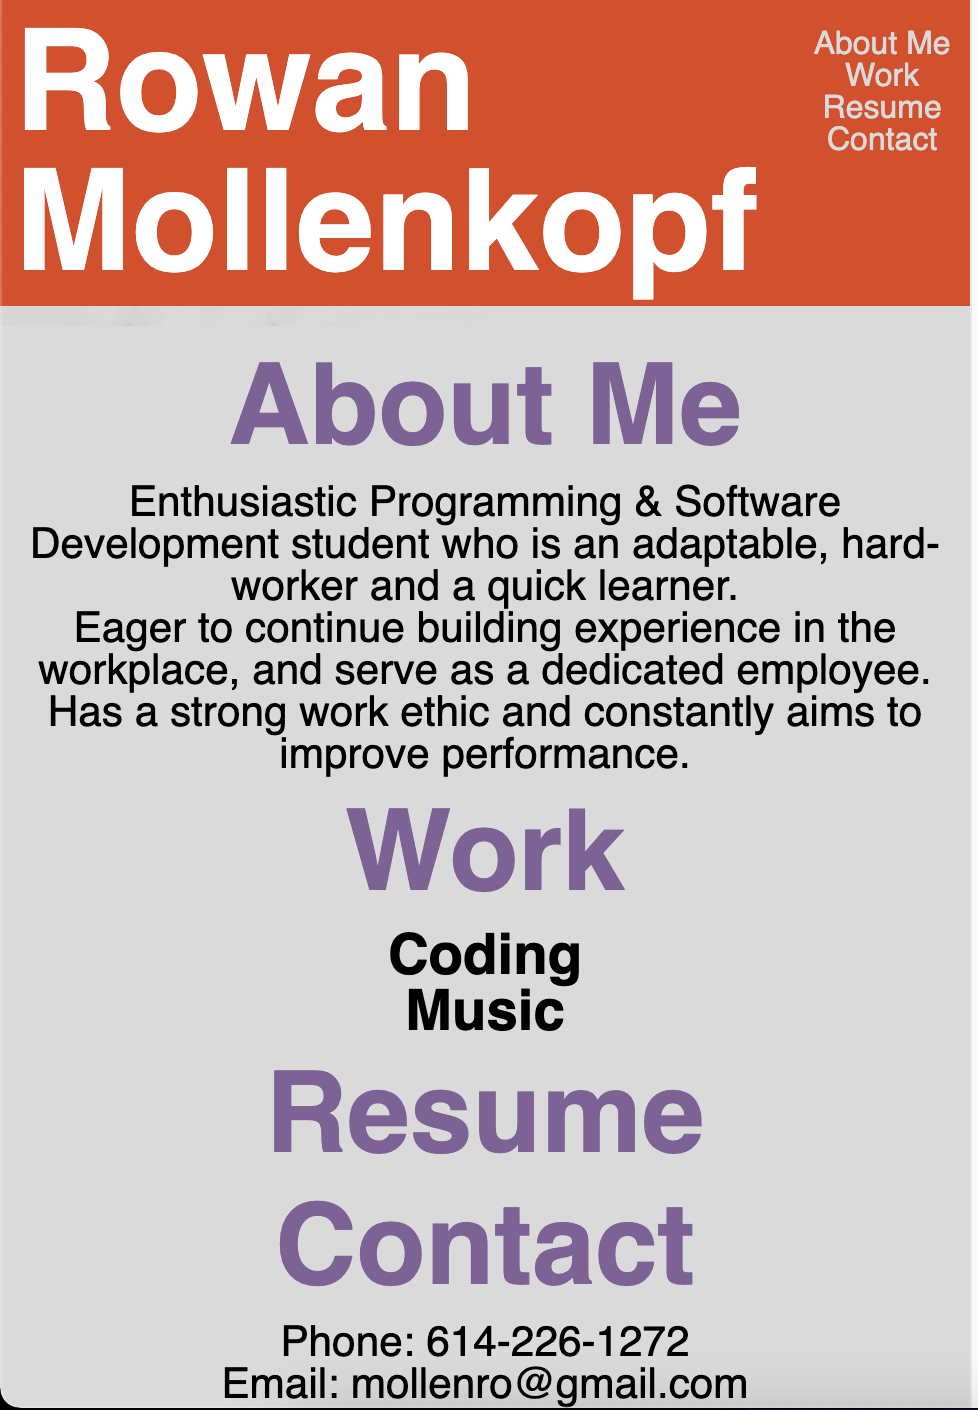 Rowan
Mollenkopf
About Me
Work
Resume
Contact
About Me
Enthusiastic Programming & Software
Development student who is an adaptable, hard-
worker and a quick learner.
Eager to continue building experience in the
workplace, and serve as a dedicated employee.
Has a strong work ethic and constantly aims to
improve performance.
Work
Coding
Music
Resume
Contact
Phone: 614-226-1272
Email: mollenro@gmail.com